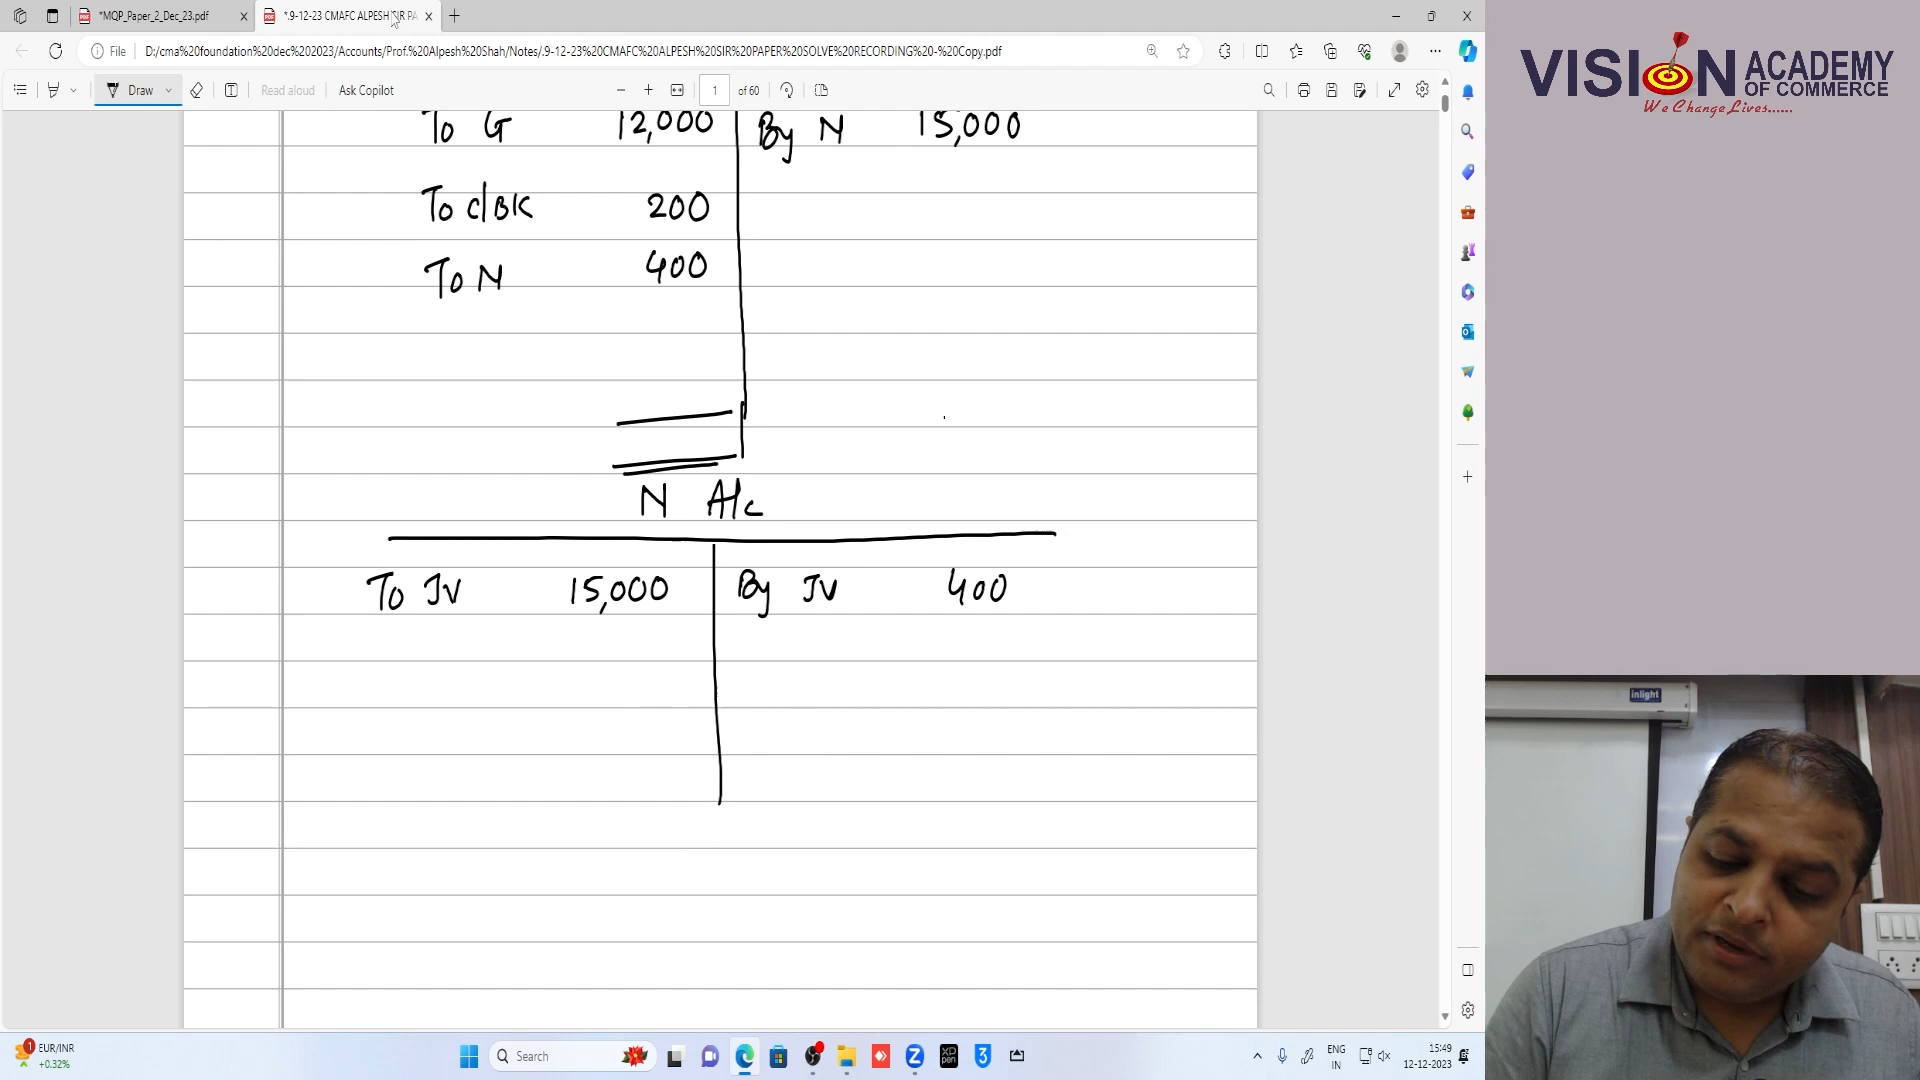 *MQP_Paper_2_Dec_23.pdf
*.9-12-23 CMAFC ALPESH SIR PA
File
D:/cma%20foundation%20dec%202023/Accounts/Prof.%20Alpesh%20Shah/Notes/.9-12-23%20CMAFC%20ALPESH%20SIR%20PAPER%20SOLVE%20RECORDING%20-%20Copy.pdf
Draw
Read aloud
Ask Copilot
1
of 60
VISION ACADEMY
OF COMMERCE
We Change Lives......
To G 12,000 By N 15,000
To c/BK 200
To N 400
N A/c
To JV 15,000 By JV 400
inlight
1
EUR/INR
+0.32%
Search
XP
PEN
3
ENG
IN
15:49
12-12-2023